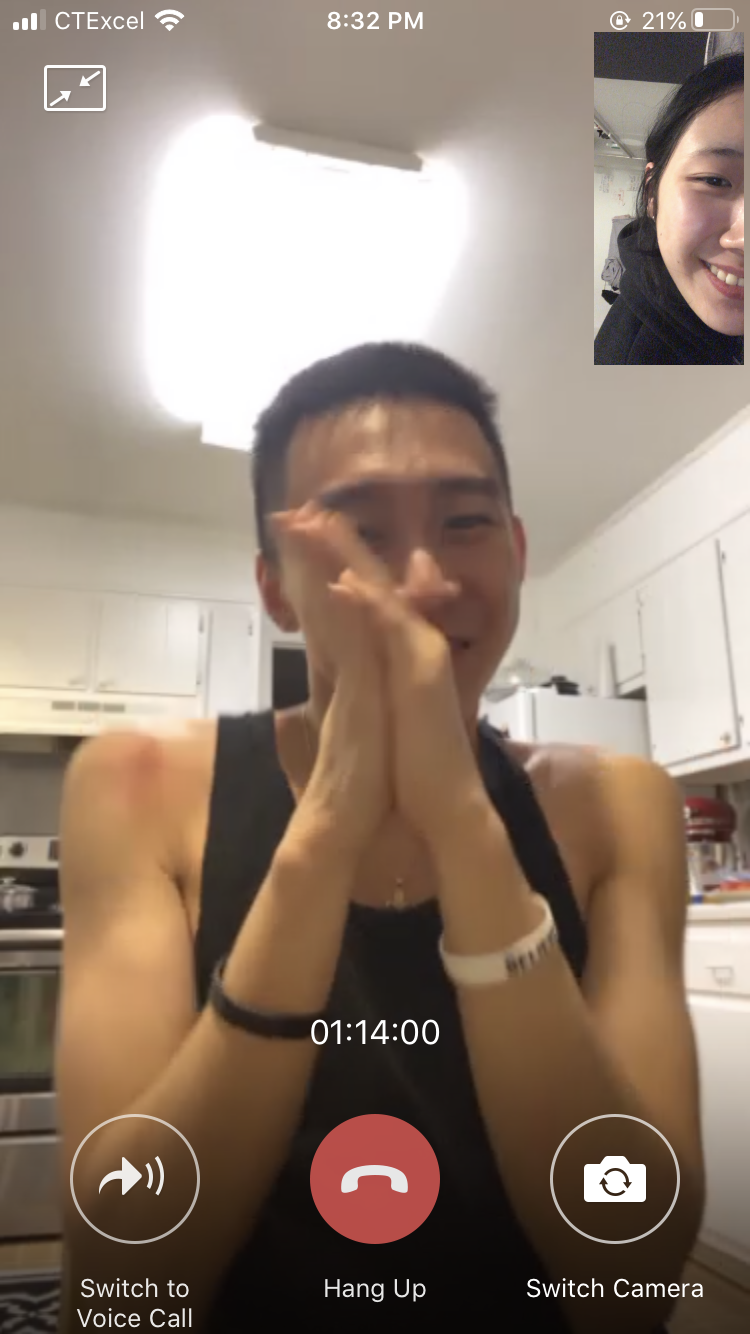 CTExcel 8:32 PM 21%
01:14:00
Switch to
Voice Call
Hang Up
Switch Camera